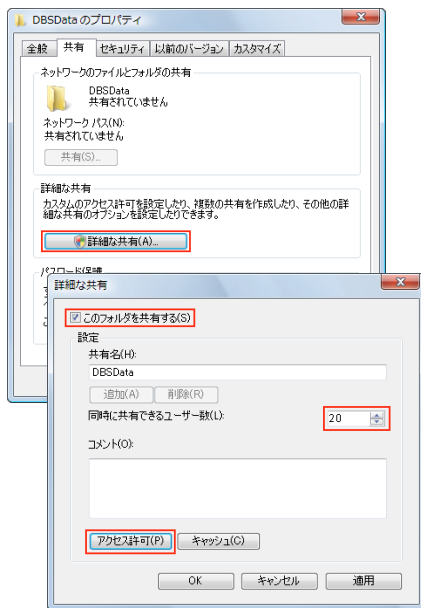 DBSDataのプロパティ
全般 共有 セキュリティ 以前のバージョン カスタマイズ
ネットワークのファイルとフォルダの共有
DBSData
共有されていません
ネットワーク パス(N):
共有されていません
共有(S)...
詳細な共有
カスタムのアクセス許可を設定したり、複数の共有を作成したり、その他の詳
細な共有のオプションを設定したりできます。
詳細な共有(A)...
詳細な共有
このフォルダを共有する(S)
設定
共有名(H):
DBSData
追加(A) 削除(R)
同時に共有できるユーザー数(L):
20
コメント(O):
アクセス許可(P) キャッシュ(C)
OK キャンセル 適用